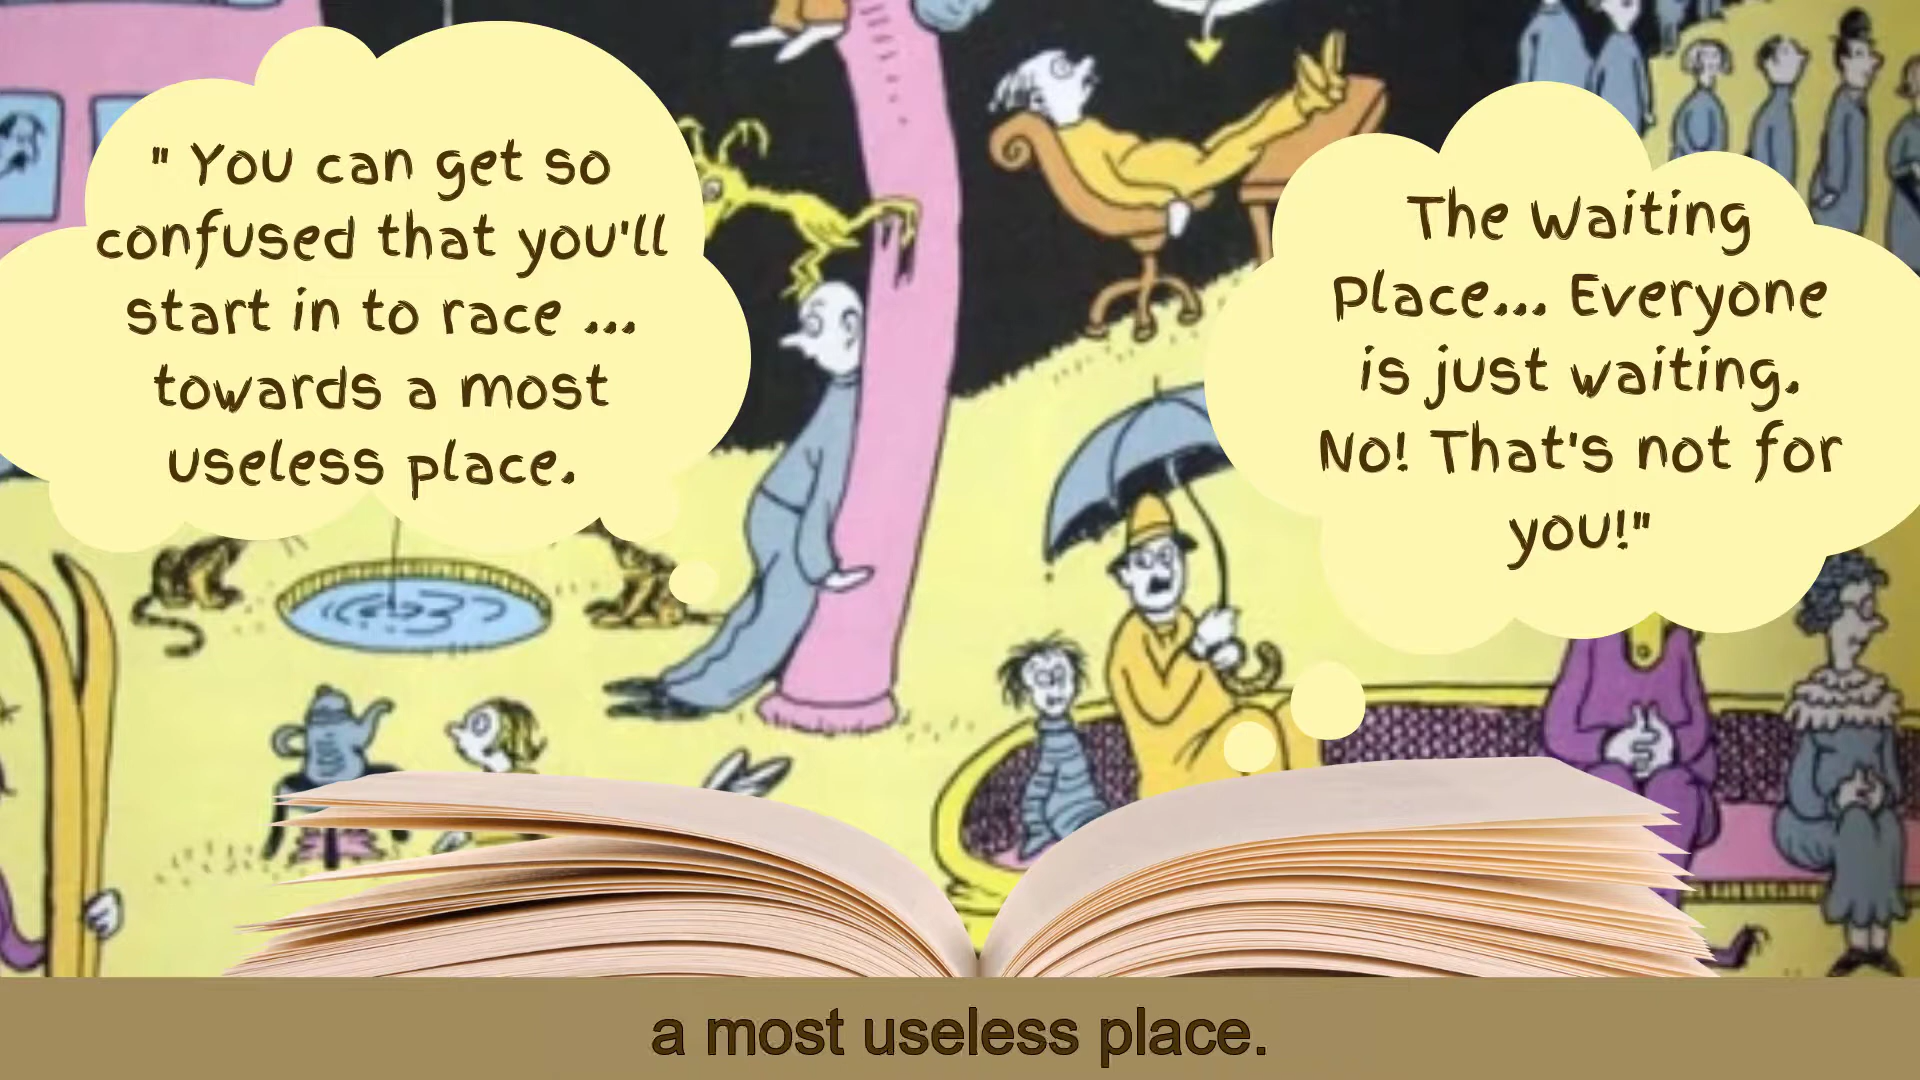 " You can get so
confused that you'll
start in to race ...
towards a most
useless place.
The Waiting
Place... Everyone
is just waiting.
No! That's not for
you!"
a most useless place.